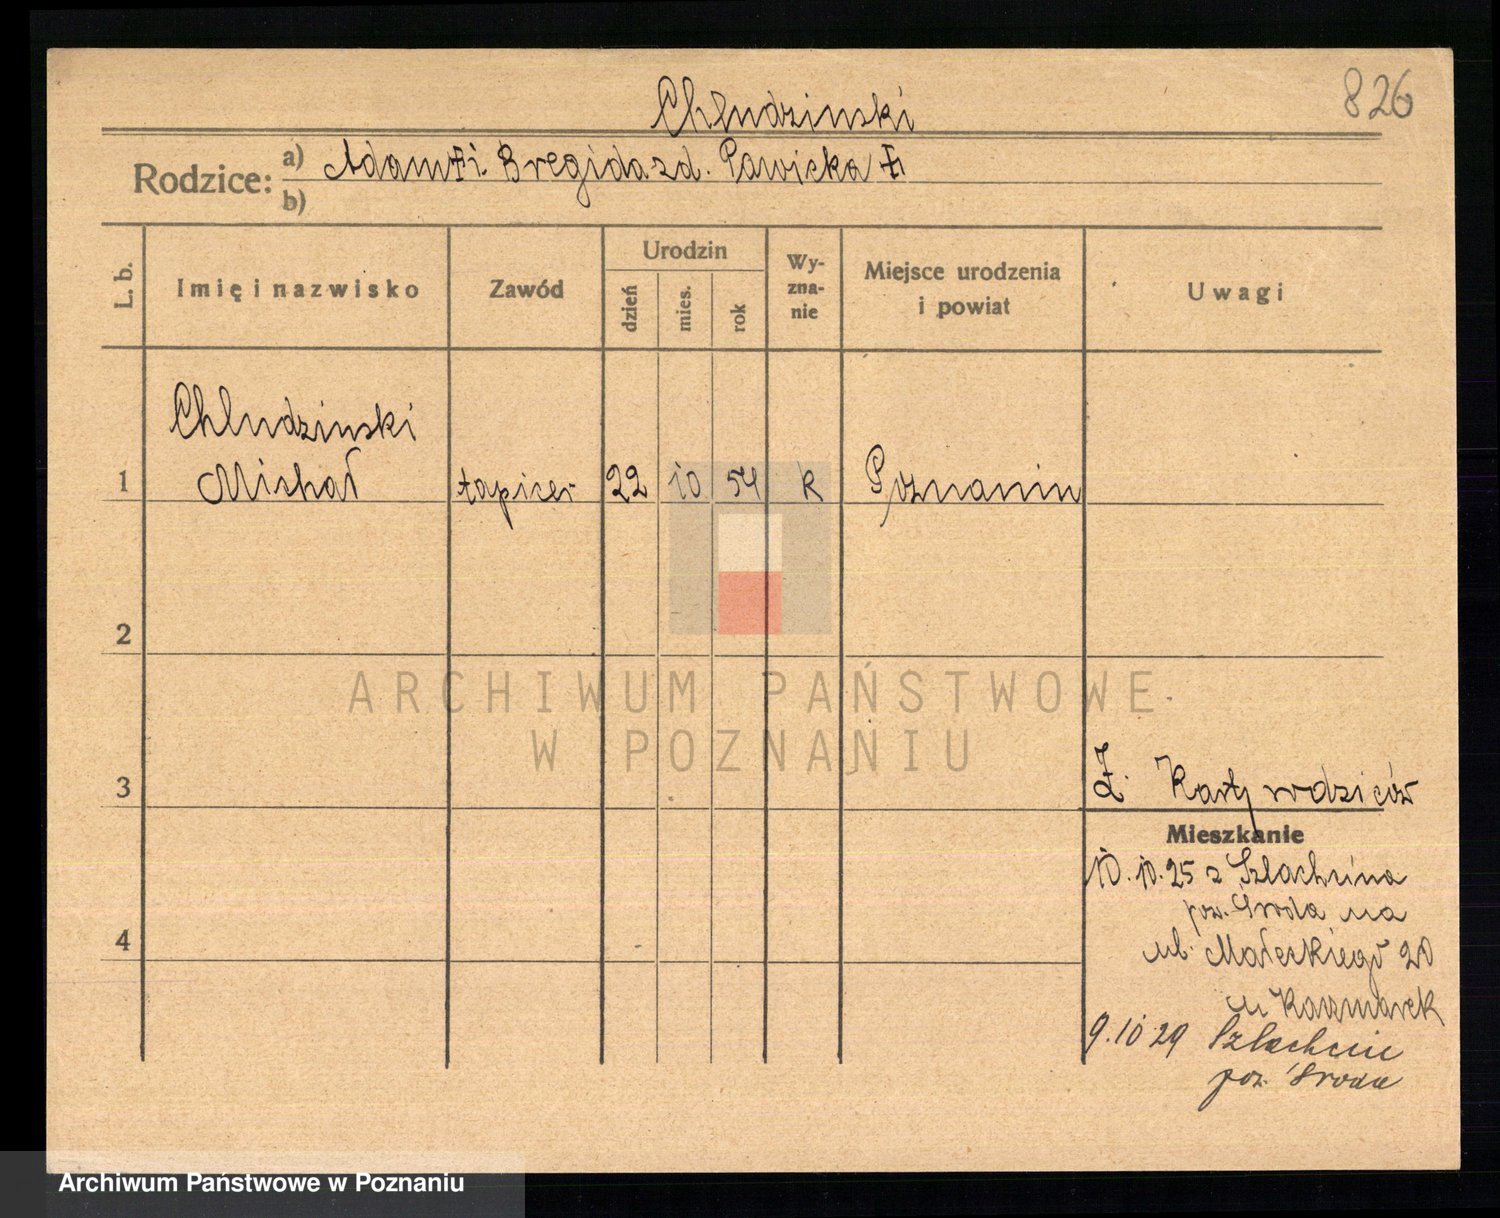 826
Chludzinski
Rodzice: a) Adam † i Bregida zd. Pawicka †
b)
L. b. Imię i nazwisko Zawód Urodzin dzień mies. rok Wy-zna-nie Miejsce urodzenia i powiat Uwagi
Chludzinski
1 Michał tapicer 22 10 54 k Poznaniu
2
ARCHIWUM PAŃSTWOWE
W POZNANIU
3 Z. Karty rodziców
Mieszkanie
10.10.25 z Szlachcina
pow. Środa na
4 ul. Małeckiego 20
u Kaczmarek
9.10 29 Szlachcin
pow. Środa
Archiwum Państwowe w Poznaniu